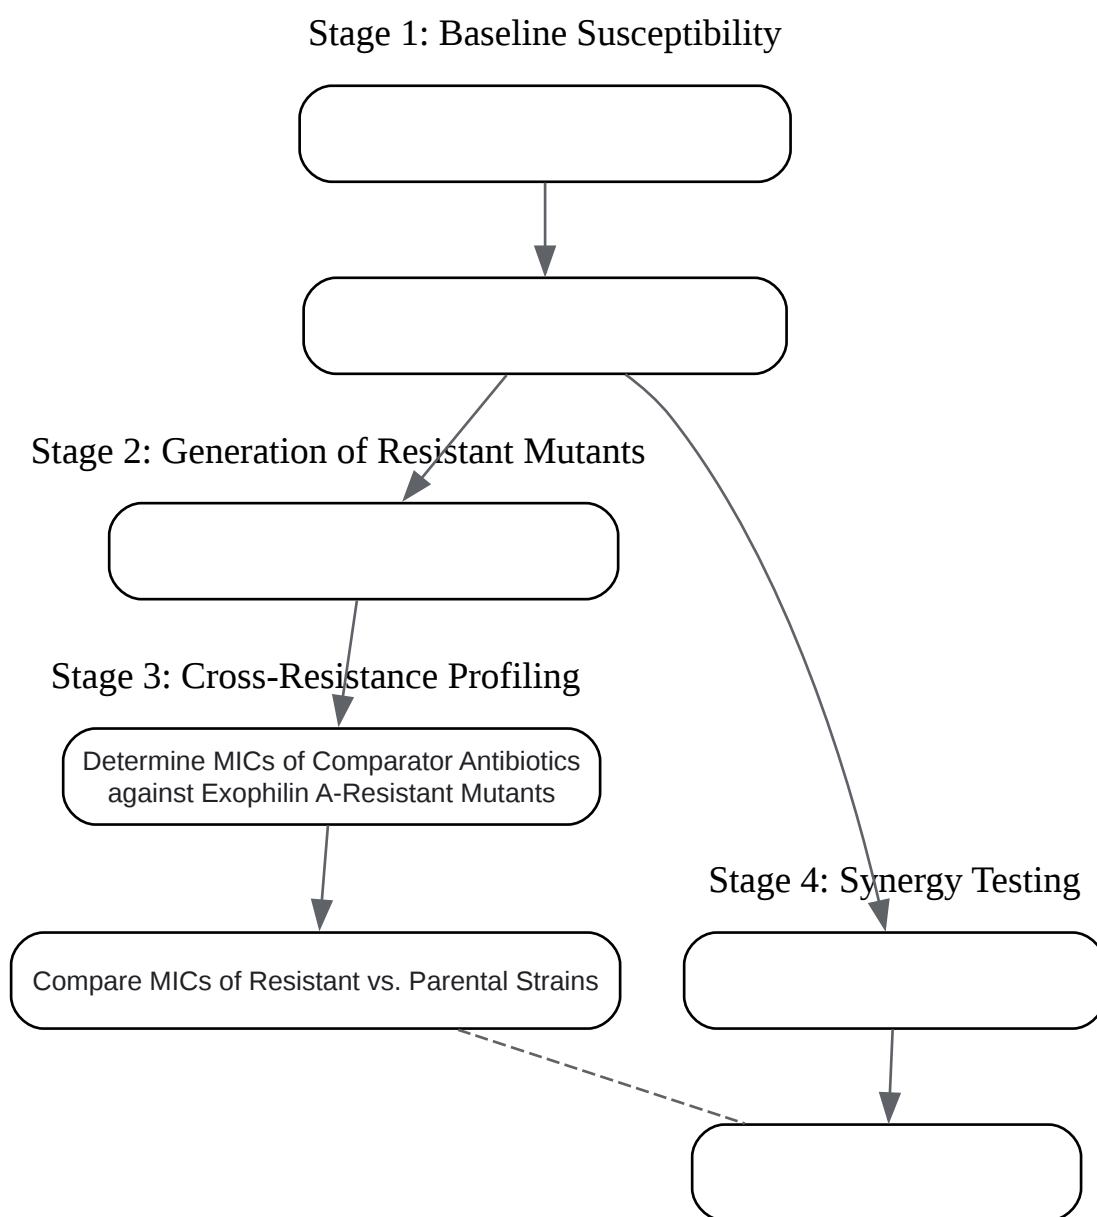 Stage 1: Baseline Susceptibility
Stage 2: Generation of Resistant Mutants
Stage 3: Cross-Resistance Profiling
Determine MICs of Comparator Antibiotics
against Exophilin A-Resistant Mutants
Stage 4: Synergy Testing
Compare MICs of Resistant vs. Parental Strains